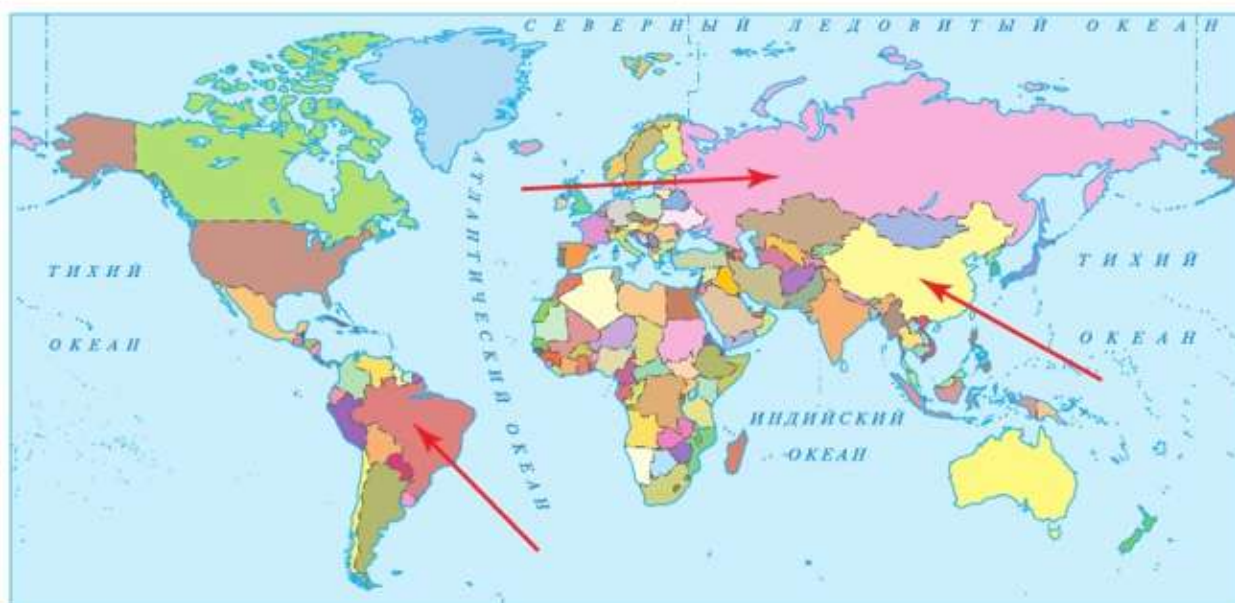 СЕВЕРНЫЙ ЛЕДОВИТЫЙ ОКЕАН
АТЛАНТИЧЕСКИЙ ОКЕАН
ТИХИЙ
ОКЕАН
ТИХИЙ
ОКЕАН
ИНДИЙСКИЙ
ОКЕАН